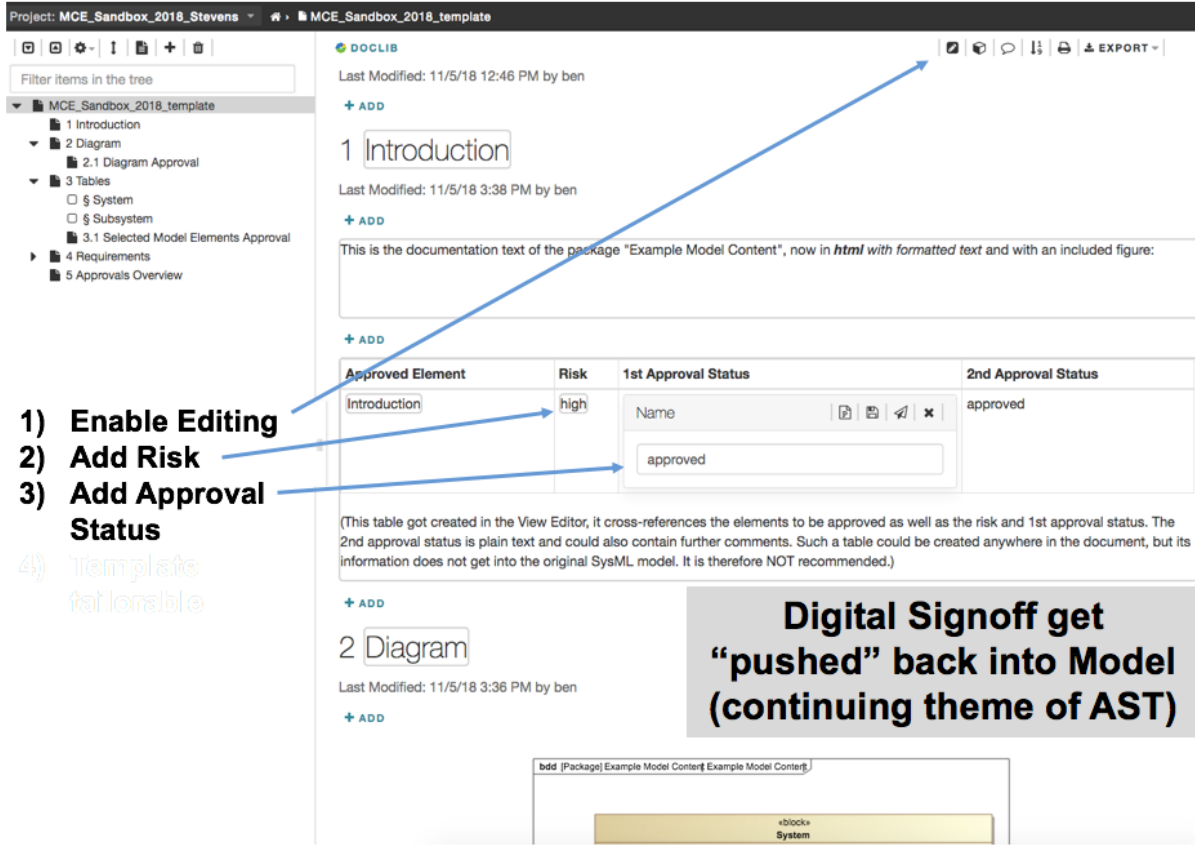 Project: MCE_Sandbox_2018_Stevens
MCE_Sandbox_2018_template
Filter items in the tree
MCE_Sandbox_2018_template
1 Introduction
2 Diagram
2.1 Diagram Approval
3 Tables
§ System
§ Subsystem
3.1 Selected Model Elements Approval
4 Requirements
5 Approvals Overview
1) Enable Editing
2) Add Risk
3) Add Approval
Status
4) Template
tailorable
DOCLIB
EXPORT
Last Modified: 11/5/18 12:46 PM by ben
+ ADD
1 Introduction
Last Modified: 11/5/18 3:38 PM by ben
+ ADD
This is the documentation text of the package "Example Model Content", now in html with formatted text and with an included figure:
+ ADD
Approved Element Risk 1st Approval Status 2nd Approval Status
Introduction high Name approved
approved
(This table got created in the View Editor, it cross-references the elements to be approved as well as the risk and 1st approval status. The
2nd approval status is plain text and could also contain further comments. Such a table could be created anywhere in the document, but its
information does not get into the original SysML model. It is therefore NOT recommended.)
+ ADD
2 Diagram
Last Modified: 11/5/18 3:36 PM by ben
+ ADD
Digital Signoff get
“pushed” back into Model
(continuing theme of AST)
bdd [Package] Example Model Content[ Example Model Content]
«block»
System